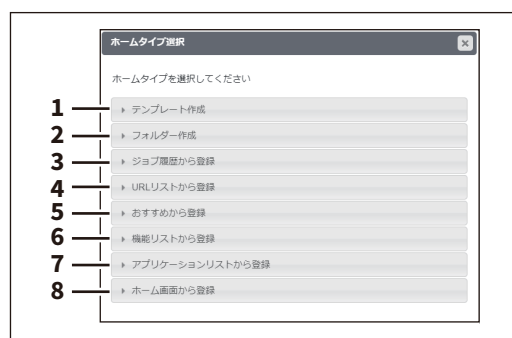 ホームタイプ選択
ホームタイプを選択してください
1 テンプレート作成
2 フォルダー作成
3 ジョブ履歴から登録
4 URLリストから登録
5 おすすめから登録
6 機能リストから登録
7 アプリケーションリストから登録
8 ホーム画面から登録